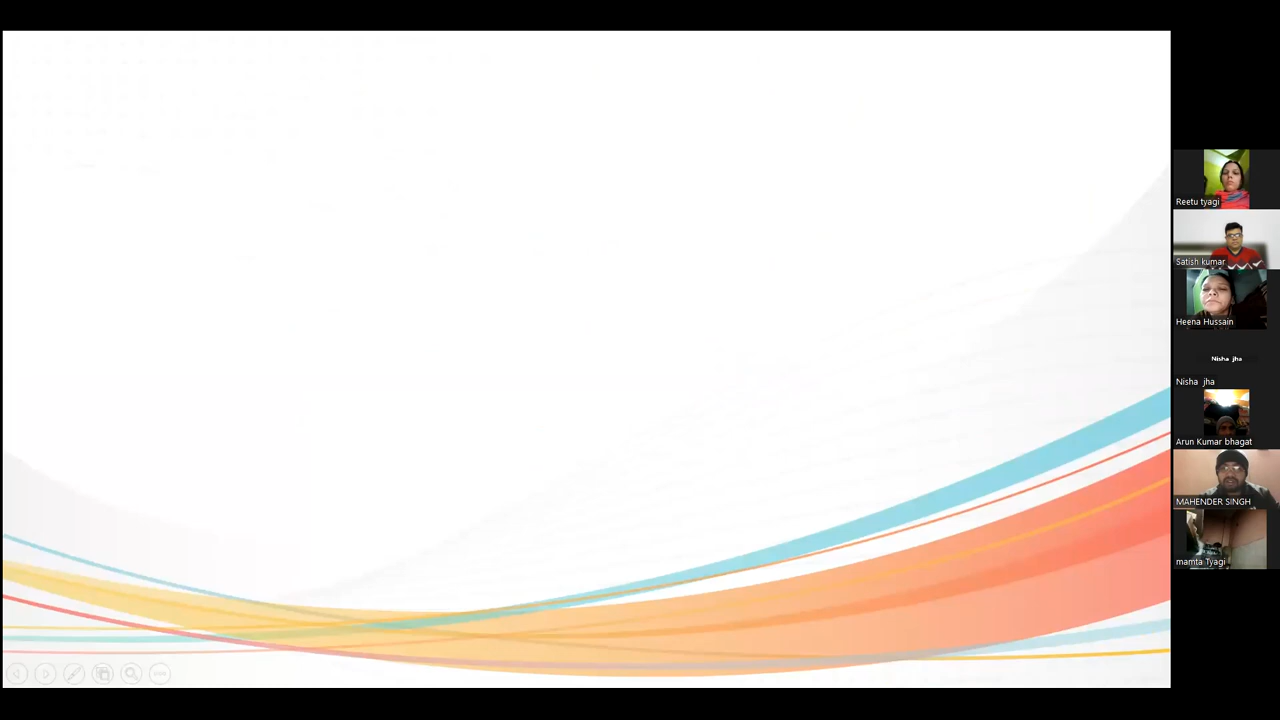 Reetu tyagi
Satish kumar
Heena Hussain
Nisha jha
Nisha jha
Arun Kumar bhagat
MAHENDER SINGH
mamta Tyagi